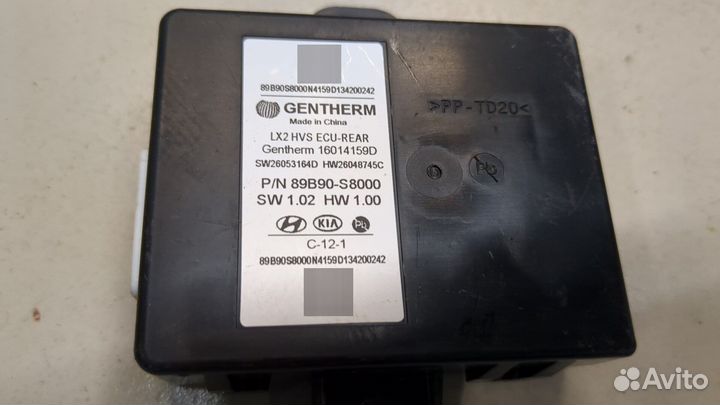 89B90S8000N4159D134200242
GENTHERM
Made in China
LX2 HVS ECU-REAR
Gentherm 16014159D
SW26053164D HW26048745C
P/N 89B90-S8000
SW 1.02 HW 1.00
KIA Pb
C-12-1
89B90S8000N4159D134200242
>PP-TD20<
Pb
Avito